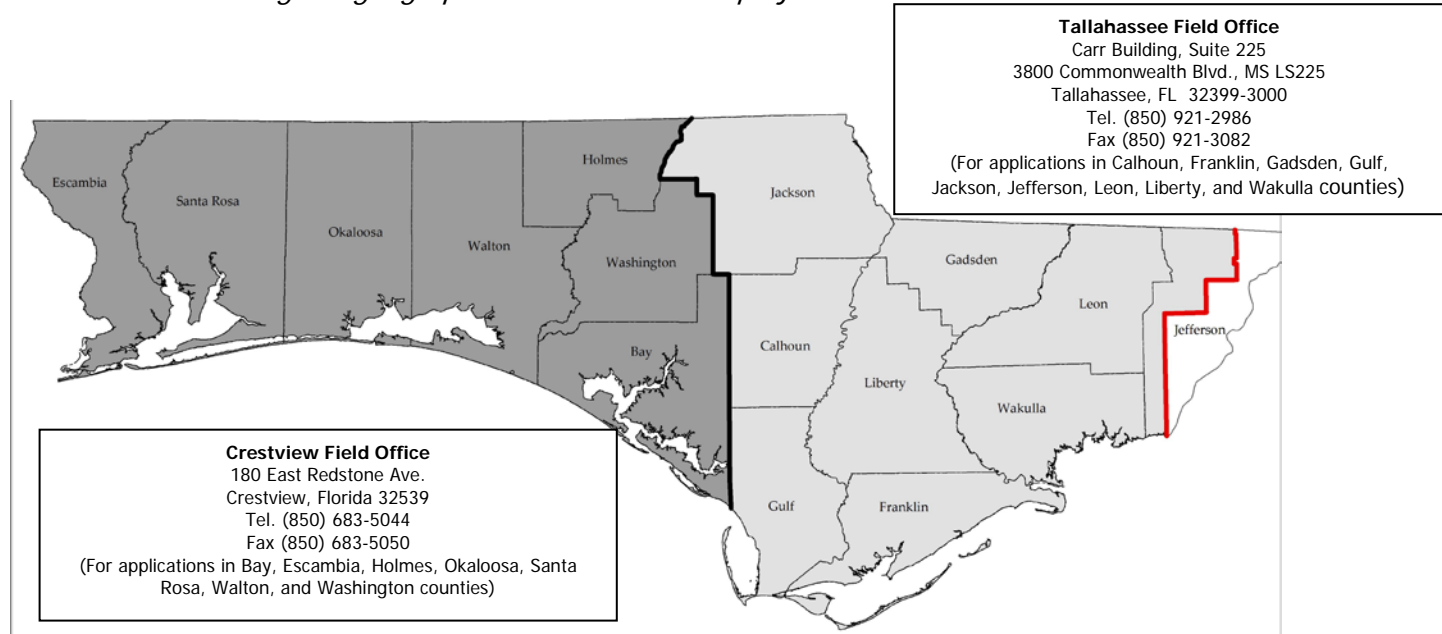 Tallahassee Field Office
Carr Building, Suite 225
3800 Commonwealth Blvd., MS LS225
Tallahassee, FL  32399-3000
Tel. (850) 921-2986
Fax (850) 921-3082
(For applications in Calhoun, Franklin, Gadsden, Gulf,
Jackson, Jefferson, Leon, Liberty, and Wakulla counties)
Holmes
Escambia
Jackson
Santa Rosa
Okaloosa
Walton
Washington
Gadsden
Leon
Jefferson
Bay
Calhoun
Liberty
Wakulla
Gulf
Franklin
Crestview Field Office
180 East Redstone Ave.
Crestview, Florida 32539
Tel. (850) 683-5044
Fax (850) 683-5050
(For applications in Bay, Escambia, Holmes, Okaloosa, Santa
Rosa, Walton, and Washington counties)